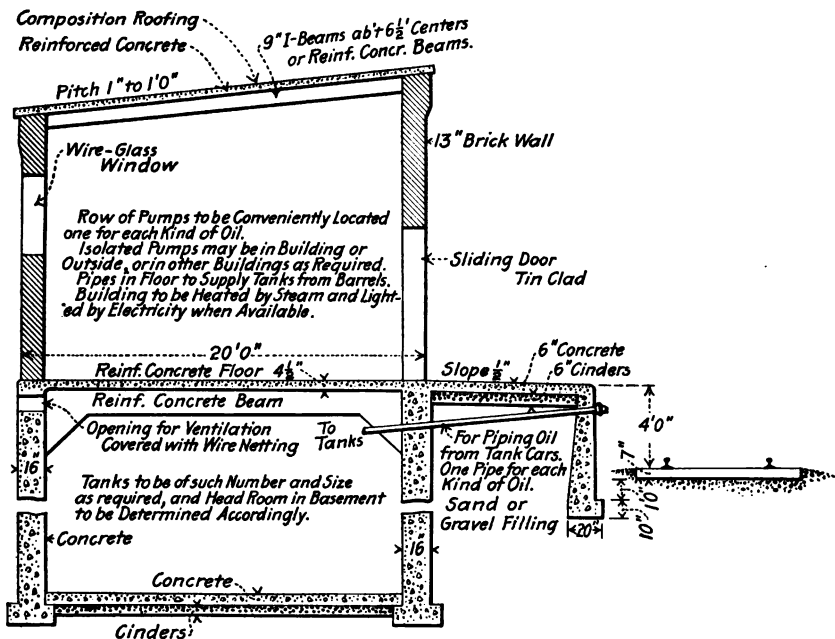 Composition Roofing
Reinforced Concrete
9" I-Beams ab't 6½' Centers
or Reinf. Concr. Beams.
Pitch 1" to 1'0"
Wire-Glass
Window
13" Brick Wall
Row of Pumps to be Conveniently Located
one for each Kind of Oil.
Isolated Pumps may be in Building or
Outside, or in other Buildings as Required.
Pipes in Floor to Supply Tanks from Barrels.
Building to be Heated by Steam and Light-
ed by Electricity when Available.
Sliding Door
Tin Clad
20'0"
Reinf. Concrete Floor 4½"
Slope ½"
6" Concrete
6" Cinders
Reinf. Concrete Beam
4'0"
Opening for Ventilation
Covered with Wire Netting
To
Tanks
For Piping Oil
from Tank Cars.
One Pipe for each
Kind of Oil.
16"
7"
10"
10"
Tanks to be of such Number and Size
as required, and Head Room in Basement
to be Determined Accordingly.
Sand or
Gravel Filling
20"
Concrete
16"
Concrete
Cinders